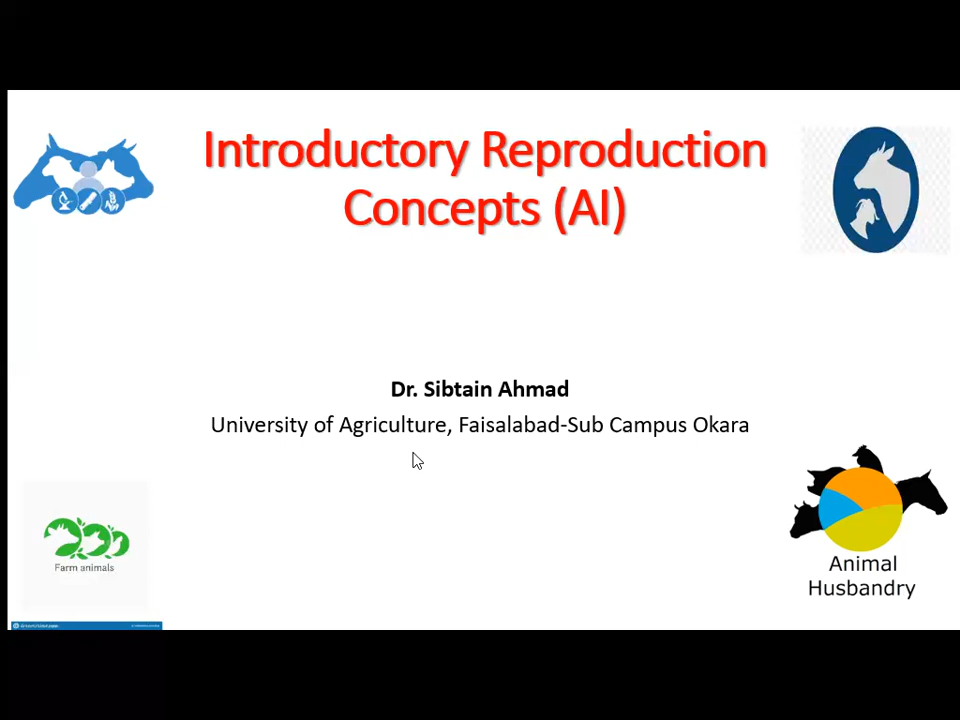 Introductory Reproduction
Concepts (AI)
Dr. Sibtain Ahmad
University of Agriculture, Faisalabad-Sub Campus Okara
Farm animals
Animal
Husbandry